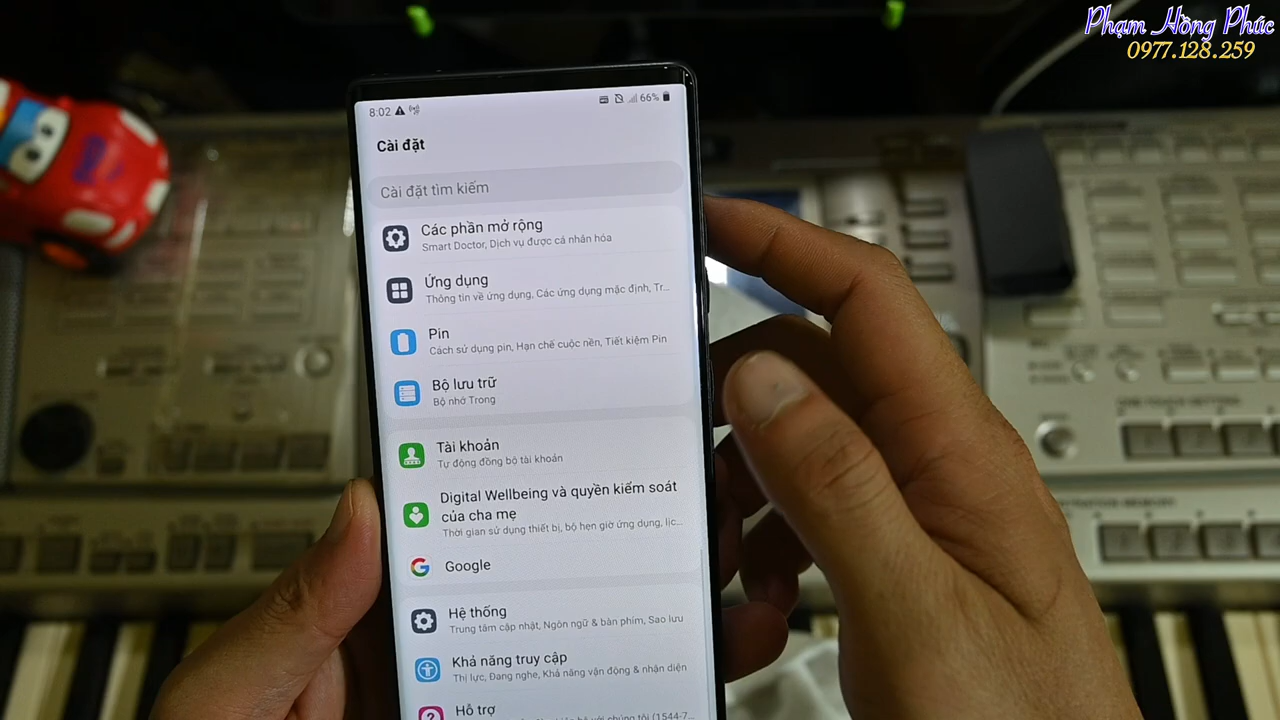 Phạm Hồng Phúc
0977.128.259
8:02
66%
Cài đặt
Cài đặt tìm kiếm
Các phần mở rộng
Smart Doctor, Dịch vụ được cá nhân hóa
Ứng dụng
Thông tin về ứng dụng, Các ứng dụng mặc định, Tr...
Pin
Cách sử dụng pin, Hạn chế cuộc nền, Tiết kiệm Pin
Bộ lưu trữ
Bộ nhớ Trong
Tài khoản
Tự động đồng bộ tài khoản
Digital Wellbeing và quyền kiểm soát
của cha mẹ
Thời gian sử dụng thiết bị, bộ hẹn giờ ứng dụng, lịc...
Google
Hệ thống
Trung tâm cập nhật, Ngôn ngữ & bàn phím, Sao lưu
Khả năng truy cập
Thị lực, Đang nghe, Khả năng vận động & nhận diện
Hỗ trợ
với chúng tôi (1544-7...